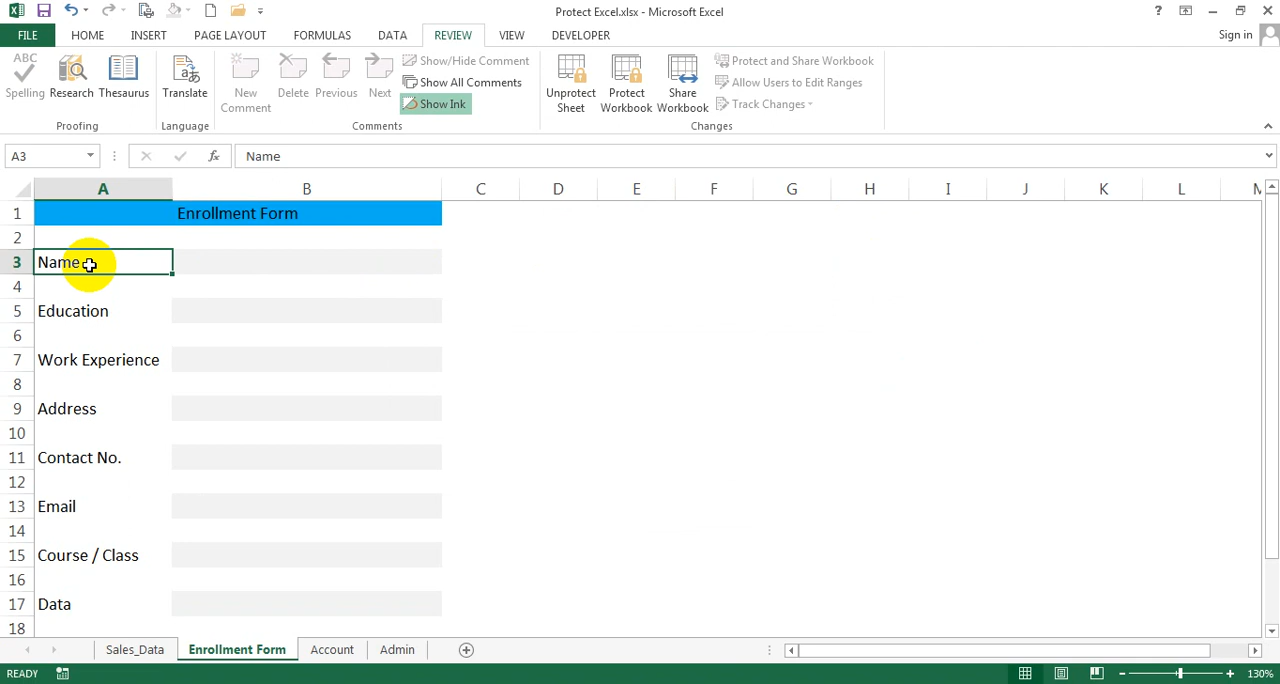 Protect Excel.xlsx - Microsoft Excel
?
FILE HOME INSERT PAGE LAYOUT FORMULAS DATA REVIEW VIEW DEVELOPER Sign in
ABC
Spelling Research Thesaurus
Proofing
Translate
Language
New Comment Delete Previous Next
Show/Hide Comment
Show All Comments
Show Ink
Comments
Unprotect Sheet Protect Workbook Share Workbook
Protect and Share Workbook
Allow Users to Edit Ranges
Track Changes
Changes
A3 fx Name
A B C D E F G H I J K L M
1 Enrollment Form
2
3 Name
4
5 Education
6
7 Work Experience
8
9 Address
10
11 Contact No.
12
13 Email
14
15 Course / Class
16
17 Data
18
Sales_Data Enrollment Form Account Admin
READY 130%